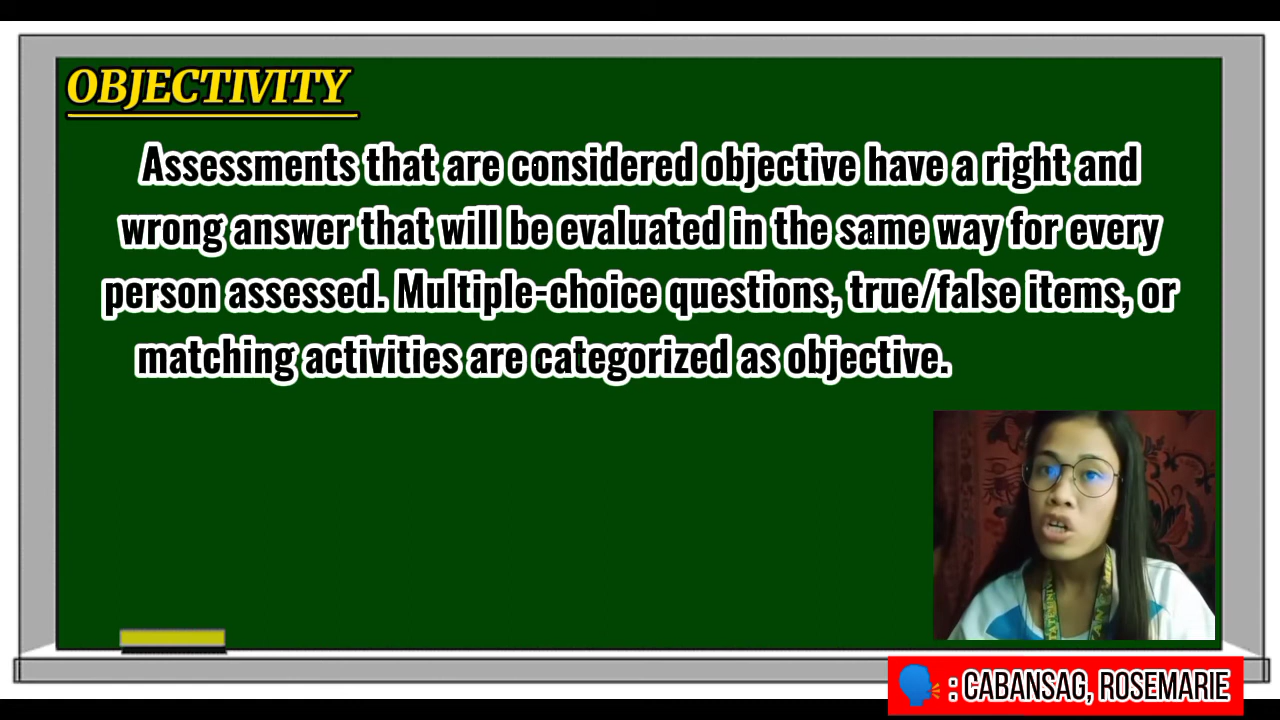 OBJECTIVITY
Assessments that are considered objective have a right and
wrong answer that will be evaluated in the same way for every
person assessed. Multiple-choice questions, true/false items, or
matching activities are categorized as objective.
: CABANSAG, ROSEMARIE